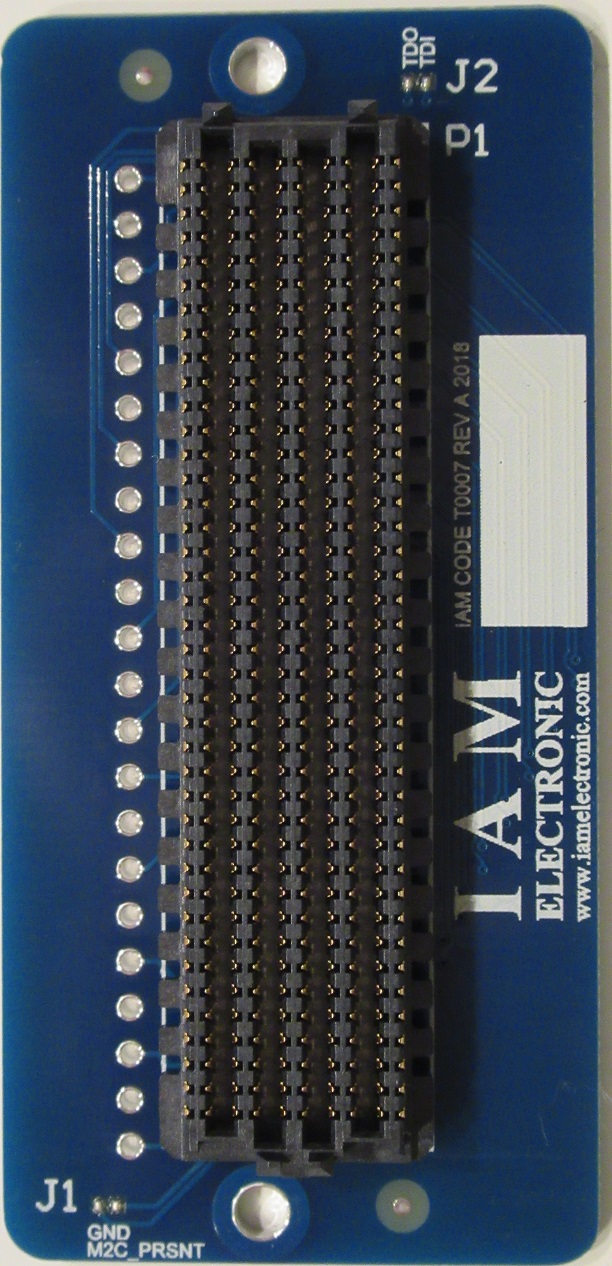 TDO
TDI
J2
P1
IAM CODE T0007 REV A 2018
I A M
ELECTRONIC
www.iamelectronic.com
J1
GND
M2C_PRSNT